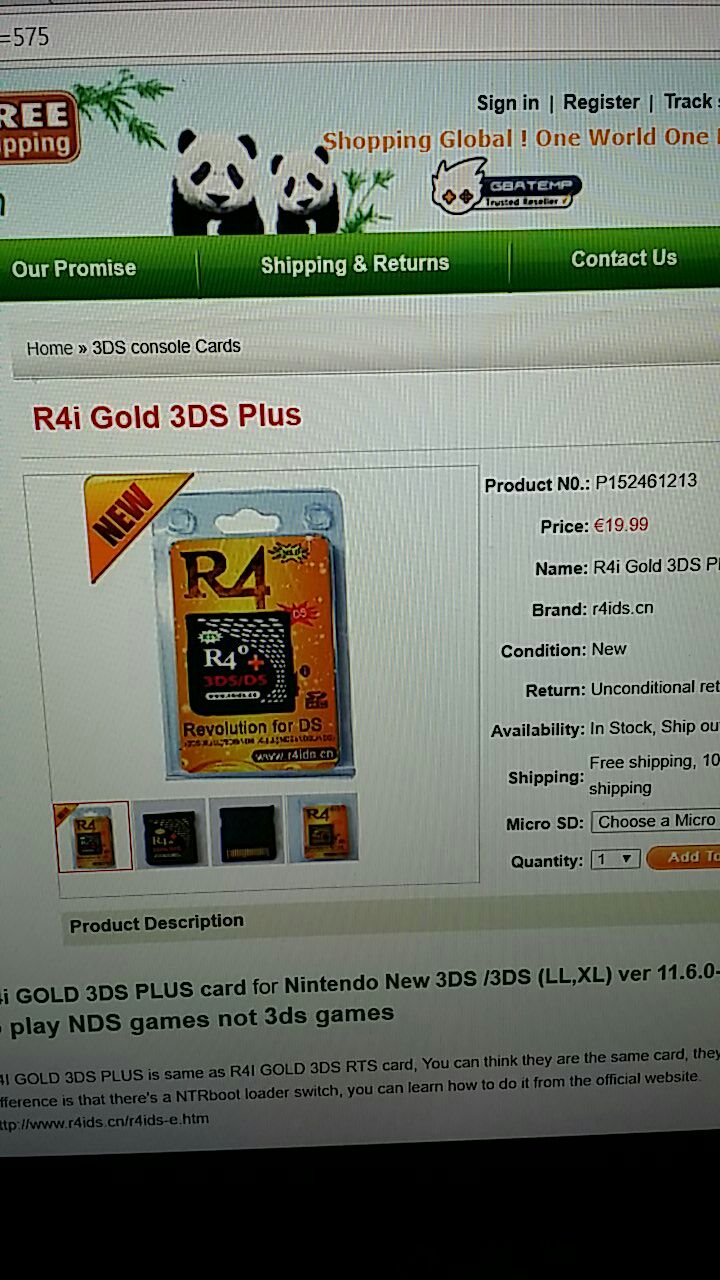 =575
REE
pping
Sign in | Register | Track
Shopping Global ! One World One
GBATEMP
Trusted Reseller
Our Promise
Shipping & Returns
Contact Us
Home » 3DS console Cards
R4i Gold 3DS Plus
NEW
R4
DS
R4
3DS/DS
Revolution for DS
www.r4ids.cn
Product N0.: P152461213
Price: €19.99
Name: R4i Gold 3DS Pl
Brand: r4ids.cn
Condition: New
Return: Unconditional ret
Availability: In Stock, Ship ou
Shipping: Free shipping, 10
shipping
Micro SD: Choose a Micro
Quantity: 1 Add To
Product Description
4i GOLD 3DS PLUS card for Nintendo New 3DS /3DS (LL,XL) ver 11.6.0-
play NDS games not 3ds games
4I GOLD 3DS PLUS is same as R4I GOLD 3DS RTS card, You can think they are the same card, they
fference is that there's a NTRboot loader switch, you can learn how to do it from the official website.
ttp://www.r4ids.cn/r4ids-e.htm